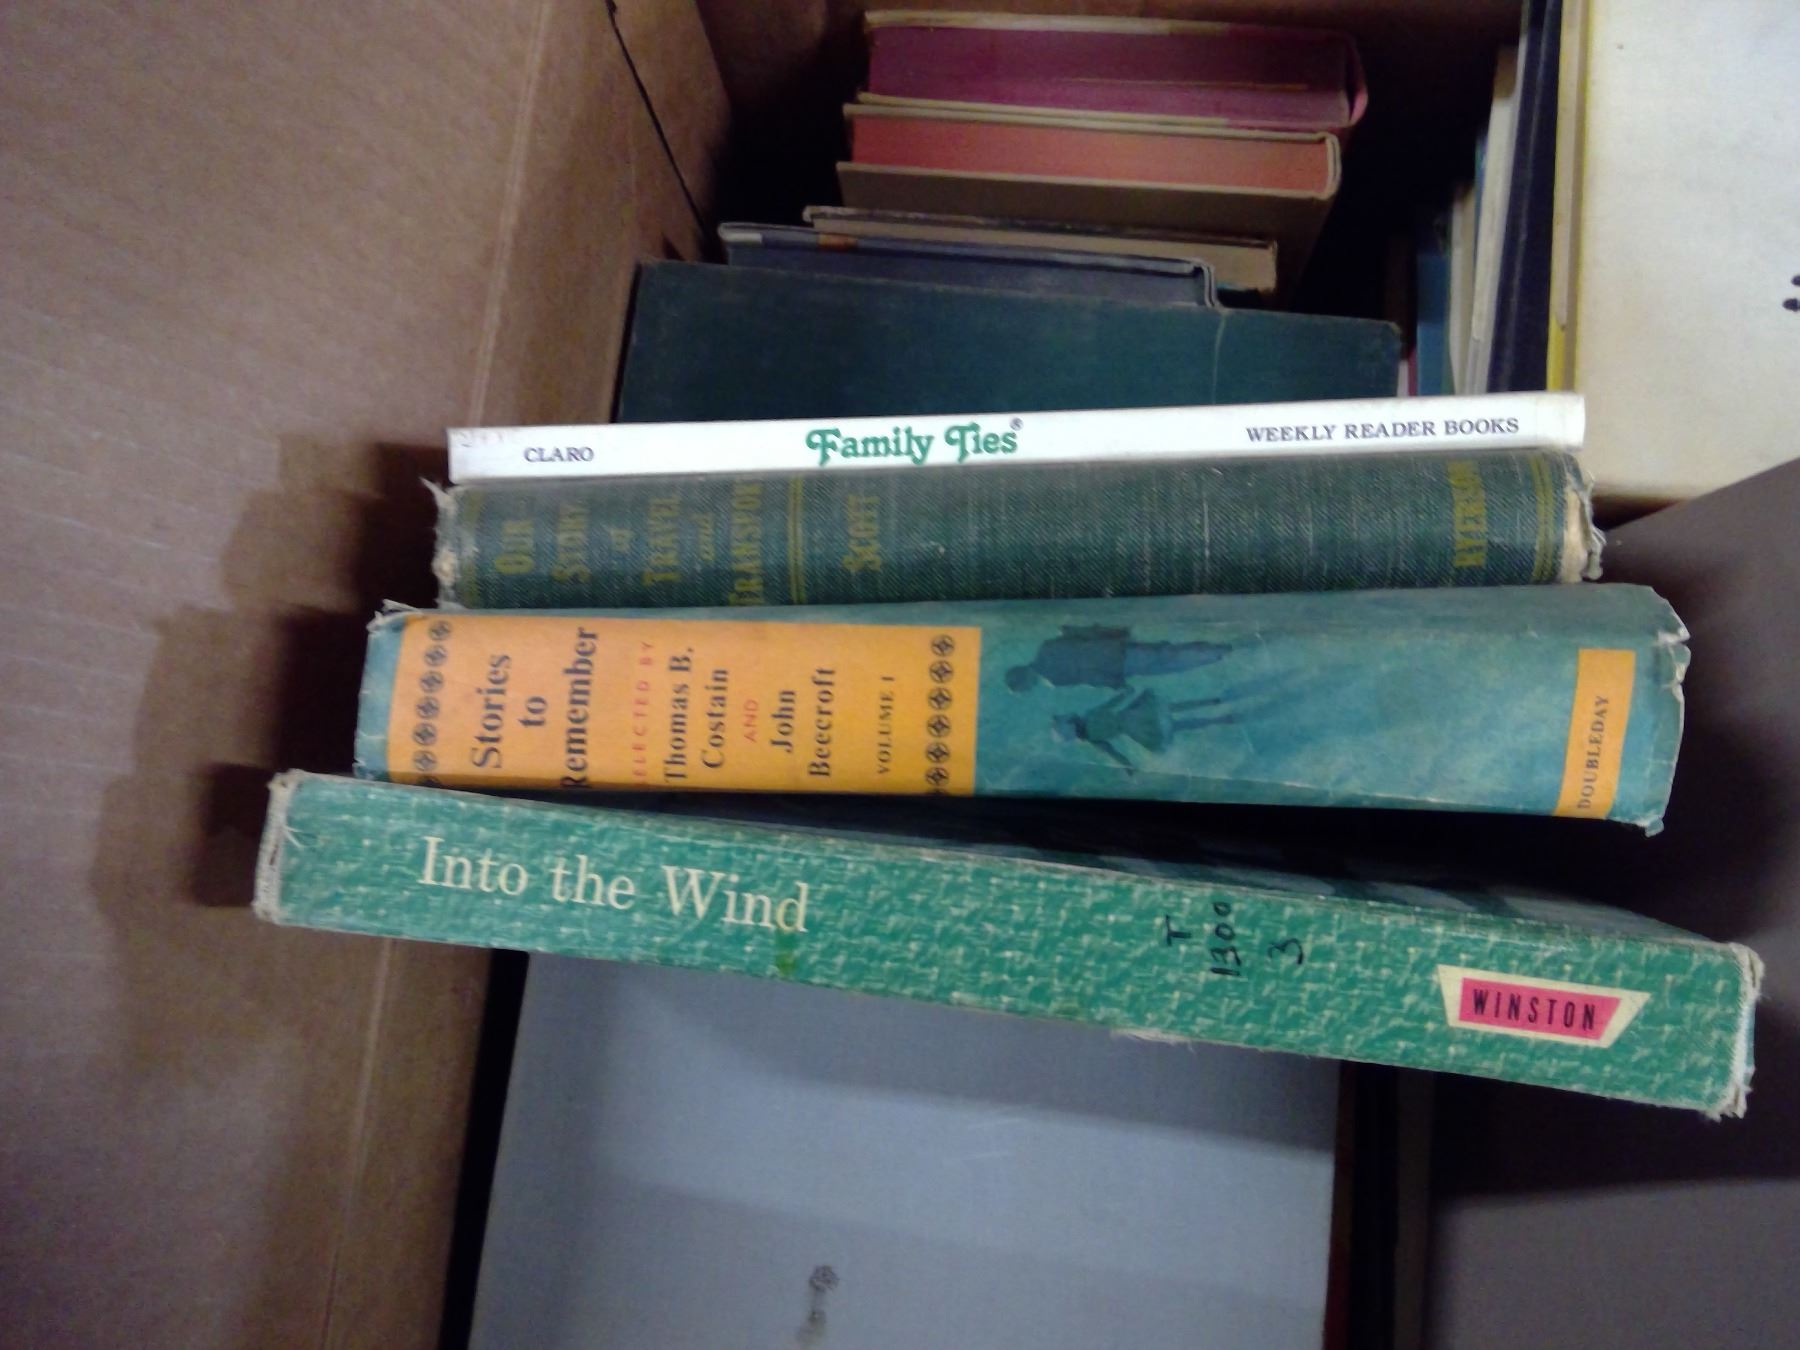 CLARO
Family Ties®
WEEKLY READER BOOKS
OUR
STORY
of
TRAVEL
and
TRANSPORT
SCOTT
RYERSON
Stories
to
Remember
SELECTED BY
Thomas B.
Costain
AND
John
Beecroft
VOLUME I
DOUBLEDAY
Into the Wind
T
1300
3
WINSTON